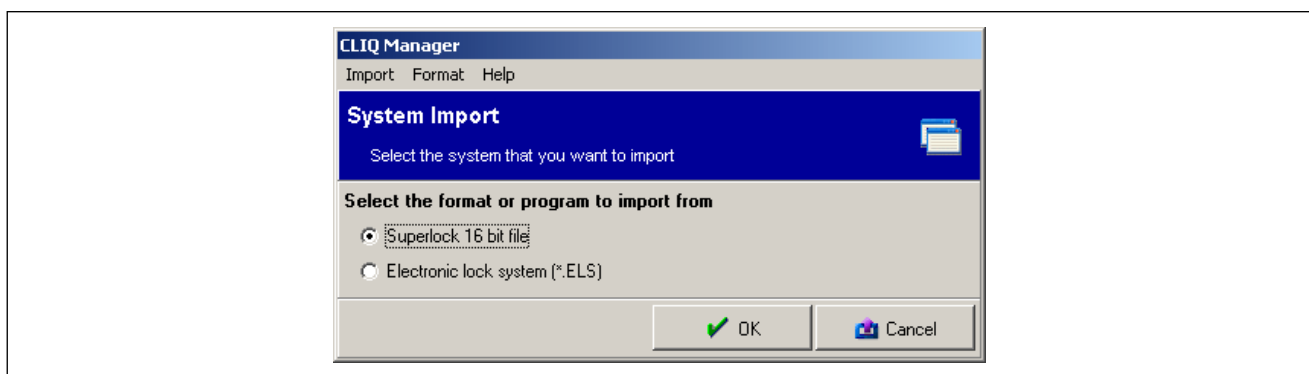 CLIQ Manager
Import Format Help
System Import
Select the system that you want to import
Select the format or program to import from
Superlock 16 bit file
Electronic lock system (*.ELS)
OK Cancel